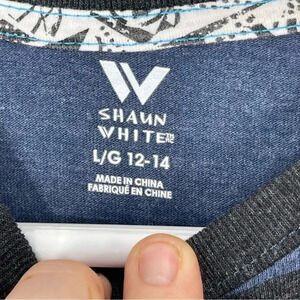 SHAUN
WHITE
L/G 12-14
MADE IN CHINA
FABRIQUÉ EN CHINE